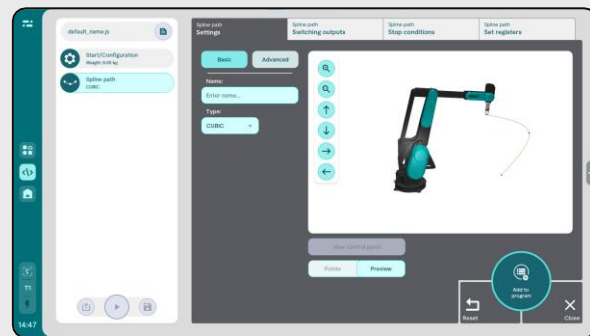 default_name.js
Start/Configuration
Weight: 0.00 kg
Spline path
CUBIC
T1
14:47
Spline path
Settings
Spline path
Switching outputs
Spline path
Stop conditions
Spline path
Set registers
Basic
Advanced
Name:
Enter name...
Type:
CUBIC
New control point
Points
Preview
Add to
program
Reset
Close